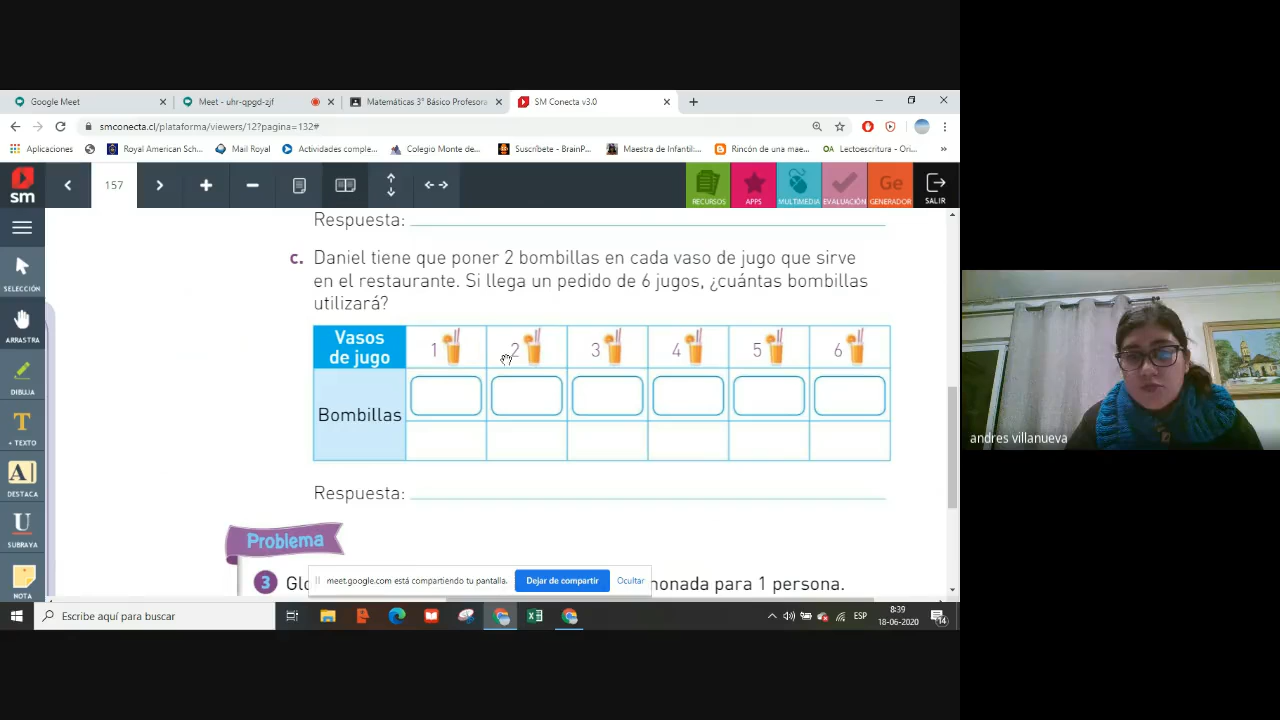 Google Meet
Meet - uhr-qpgd-zjf
Matemáticas 3° Básico Profesora
SM Conecta v3.0
smconecta.cl/plataforma/viewers/12?pagina=132#
Aplicaciones
Royal American Sch...
Mail Royal
Actividades comple...
Colegio Monte de...
Suscríbete - BrainP...
Maestra de Infantil:...
Rincón de una mae...
OA Lectoescritura - Ori...
sm
157
RECURSOS
APPS
MULTIMEDIA
EVALUACIÓN
Ge
GENERADOR
SALIR
SELECCIÓN
ARRASTRA
DIBUJA
T
+ TEXTO
A
DESTACA
U
SUBRAYA
NOTA
Respuesta:
c. Daniel tiene que poner 2 bombillas en cada vaso de jugo que sirve
en el restaurante. Si llega un pedido de 6 jugos, ¿cuántas bombillas
utilizará?
Vasos
de jugo
1 2 3 4 5 6
Bombillas
Respuesta:
Problema
3 Glo
monada para 1 persona.
meet.google.com está compartiendo tu pantalla.
Dejar de compartir
Ocultar
andres villanueva
Escribe aquí para buscar
ESP
8:39
18-06-2020
14